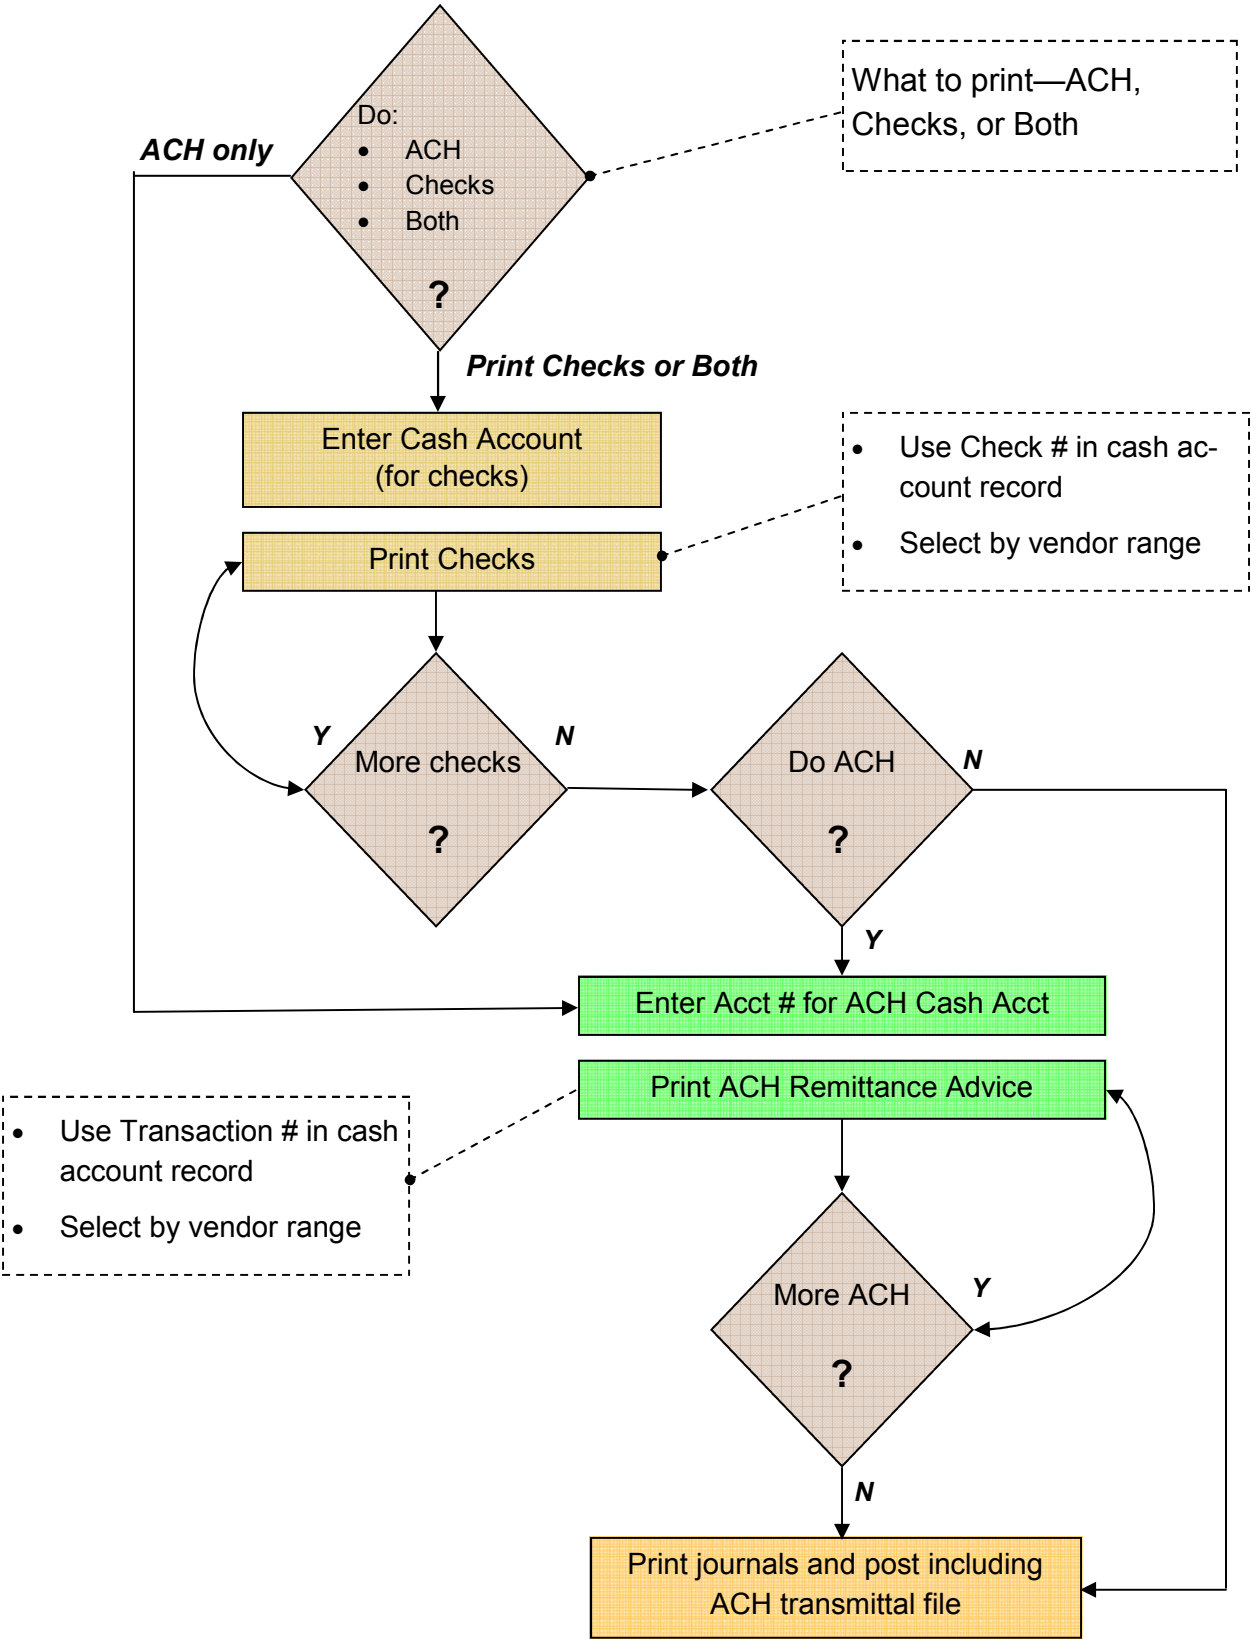 Do:
• ACH
• Checks
• Both
?
What to print—ACH,
Checks, or Both
ACH only
Print Checks or Both
Enter Cash Account
(for checks)
• Use Check # in cash ac-
count record
• Select by vendor range
Print Checks
Y
More checks
?
N
Do ACH
?
N
Y
Enter Acct # for ACH Cash Acct
Print ACH Remittance Advice
• Use Transaction # in cash
account record
• Select by vendor range
More ACH
?
Y
N
Print journals and post including
ACH transmittal file